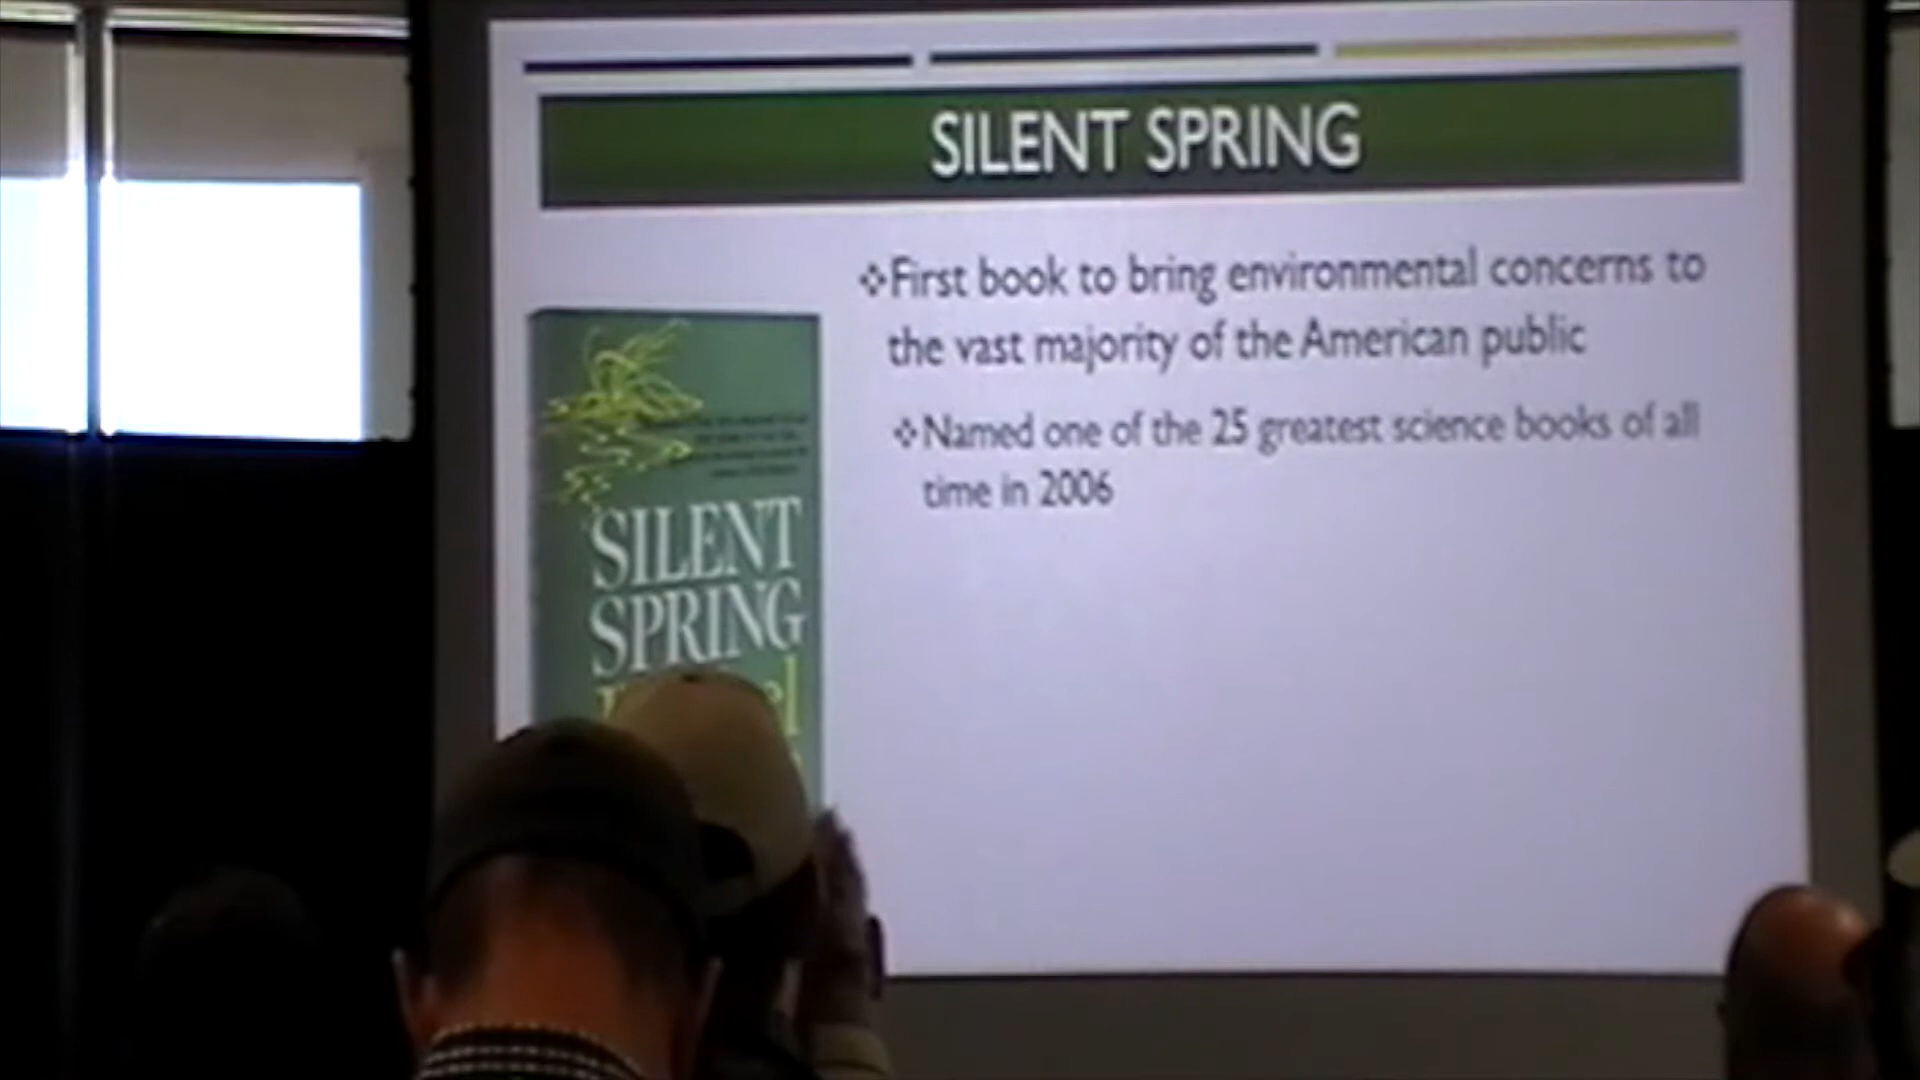 SILENT SPRING
❖First book to bring environmental concerns to
the vast majority of the American public
❖Named one of the 25 greatest science books of all
time in 2006
SILENT
SPRING